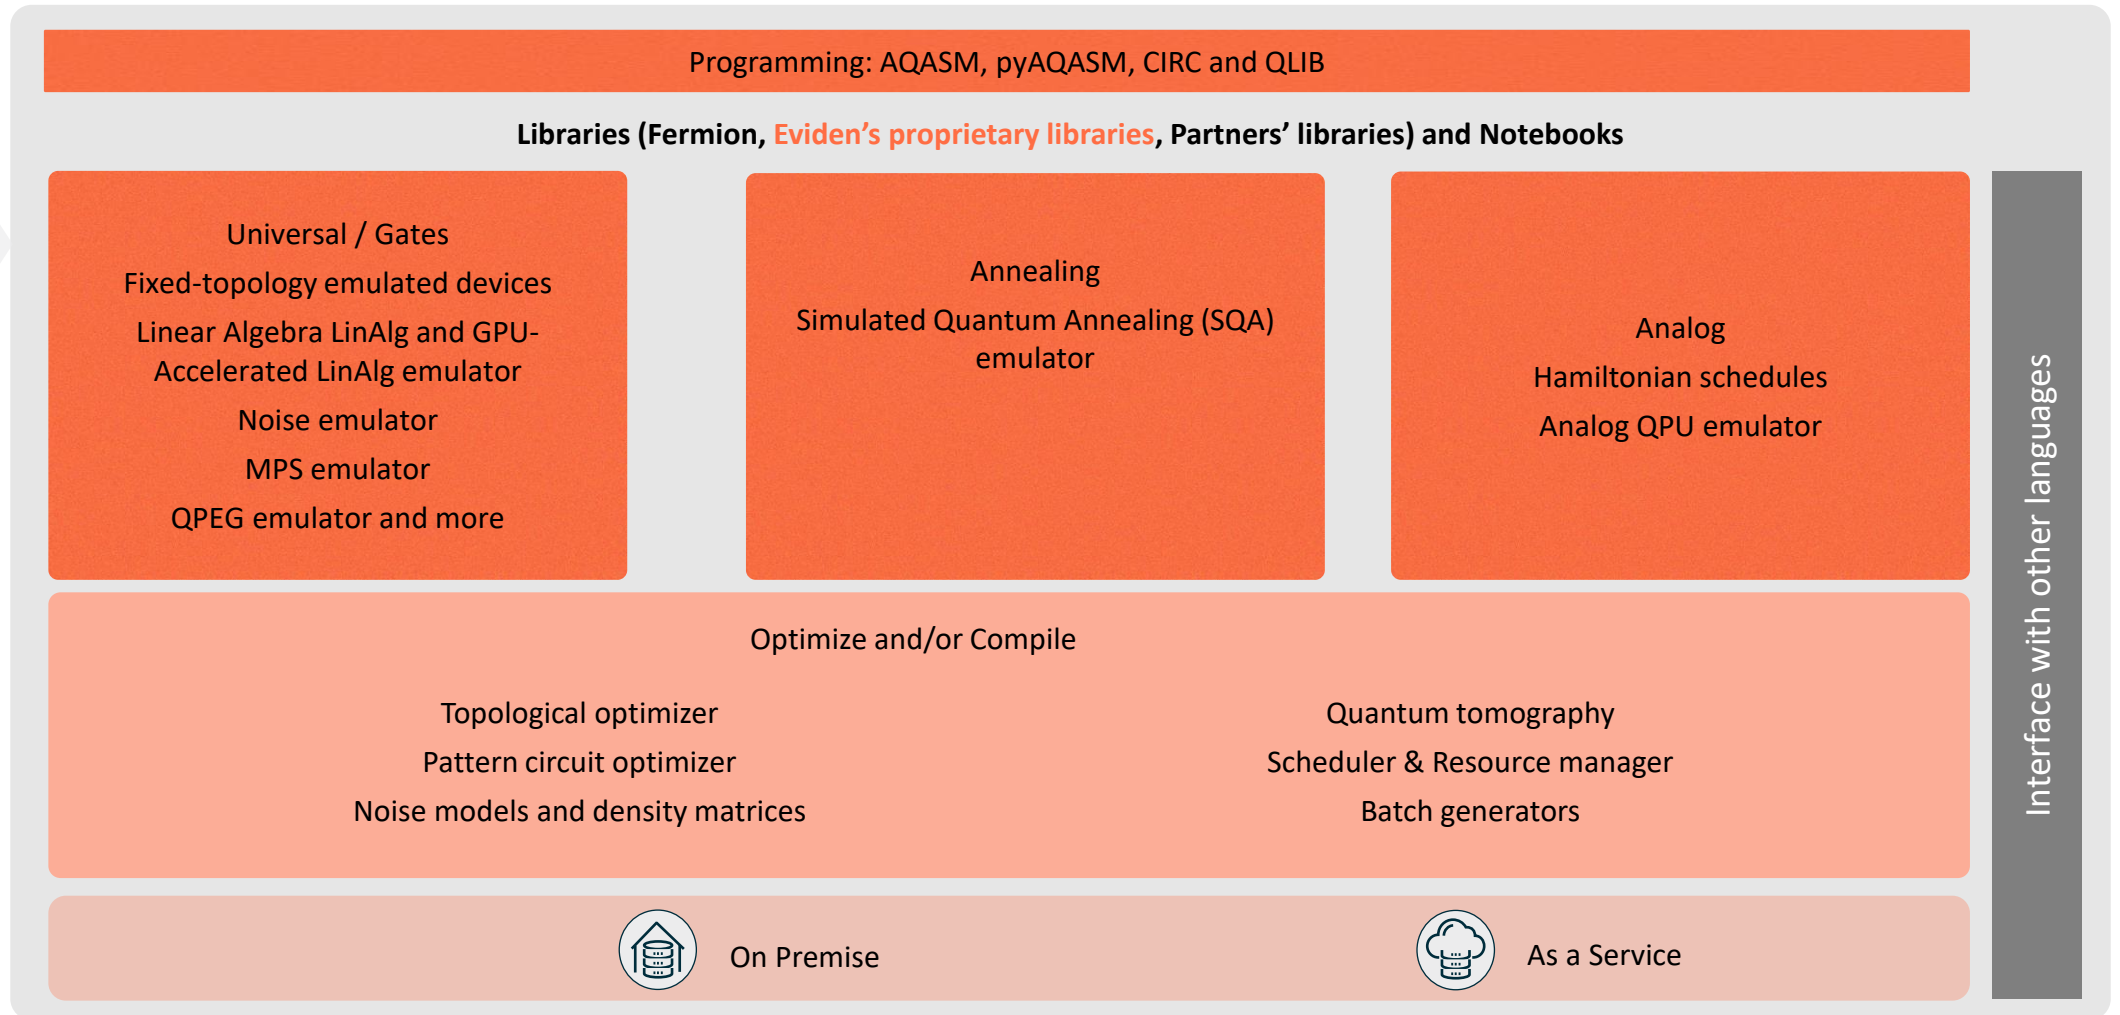 Programming: AQASM, pyAQASM, CIRC and QLIB
Libraries (Fermion, Eviden's proprietary libraries, Partners' libraries) and Notebooks
Universal / Gates
Fixed-topology emulated devices
Linear Algebra LinAlg and GPU-
Accelerated LinAlg emulator
Noise emulator
MPS emulator
QPEG emulator and more
Annealing
Simulated Quantum Annealing (SQA)
emulator
Analog
Hamiltonian schedules
Analog QPU emulator
Interface with other languages
Optimize and/or Compile
Topological optimizer
Pattern circuit optimizer
Noise models and density matrices
Quantum tomography
Scheduler & Resource manager
Batch generators
On Premise
As a Service